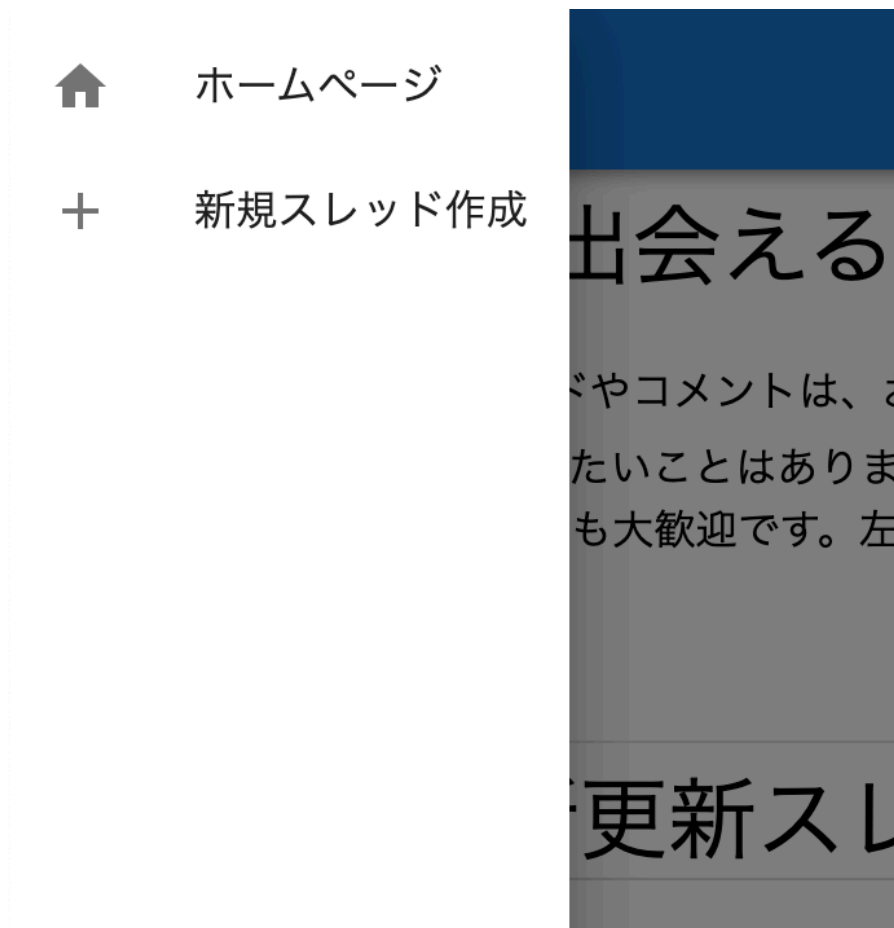 ホームページ
新規スレッド作成
出会える
ドやコメントは、
たいことはありま
も大歓迎です。左
更新スレ